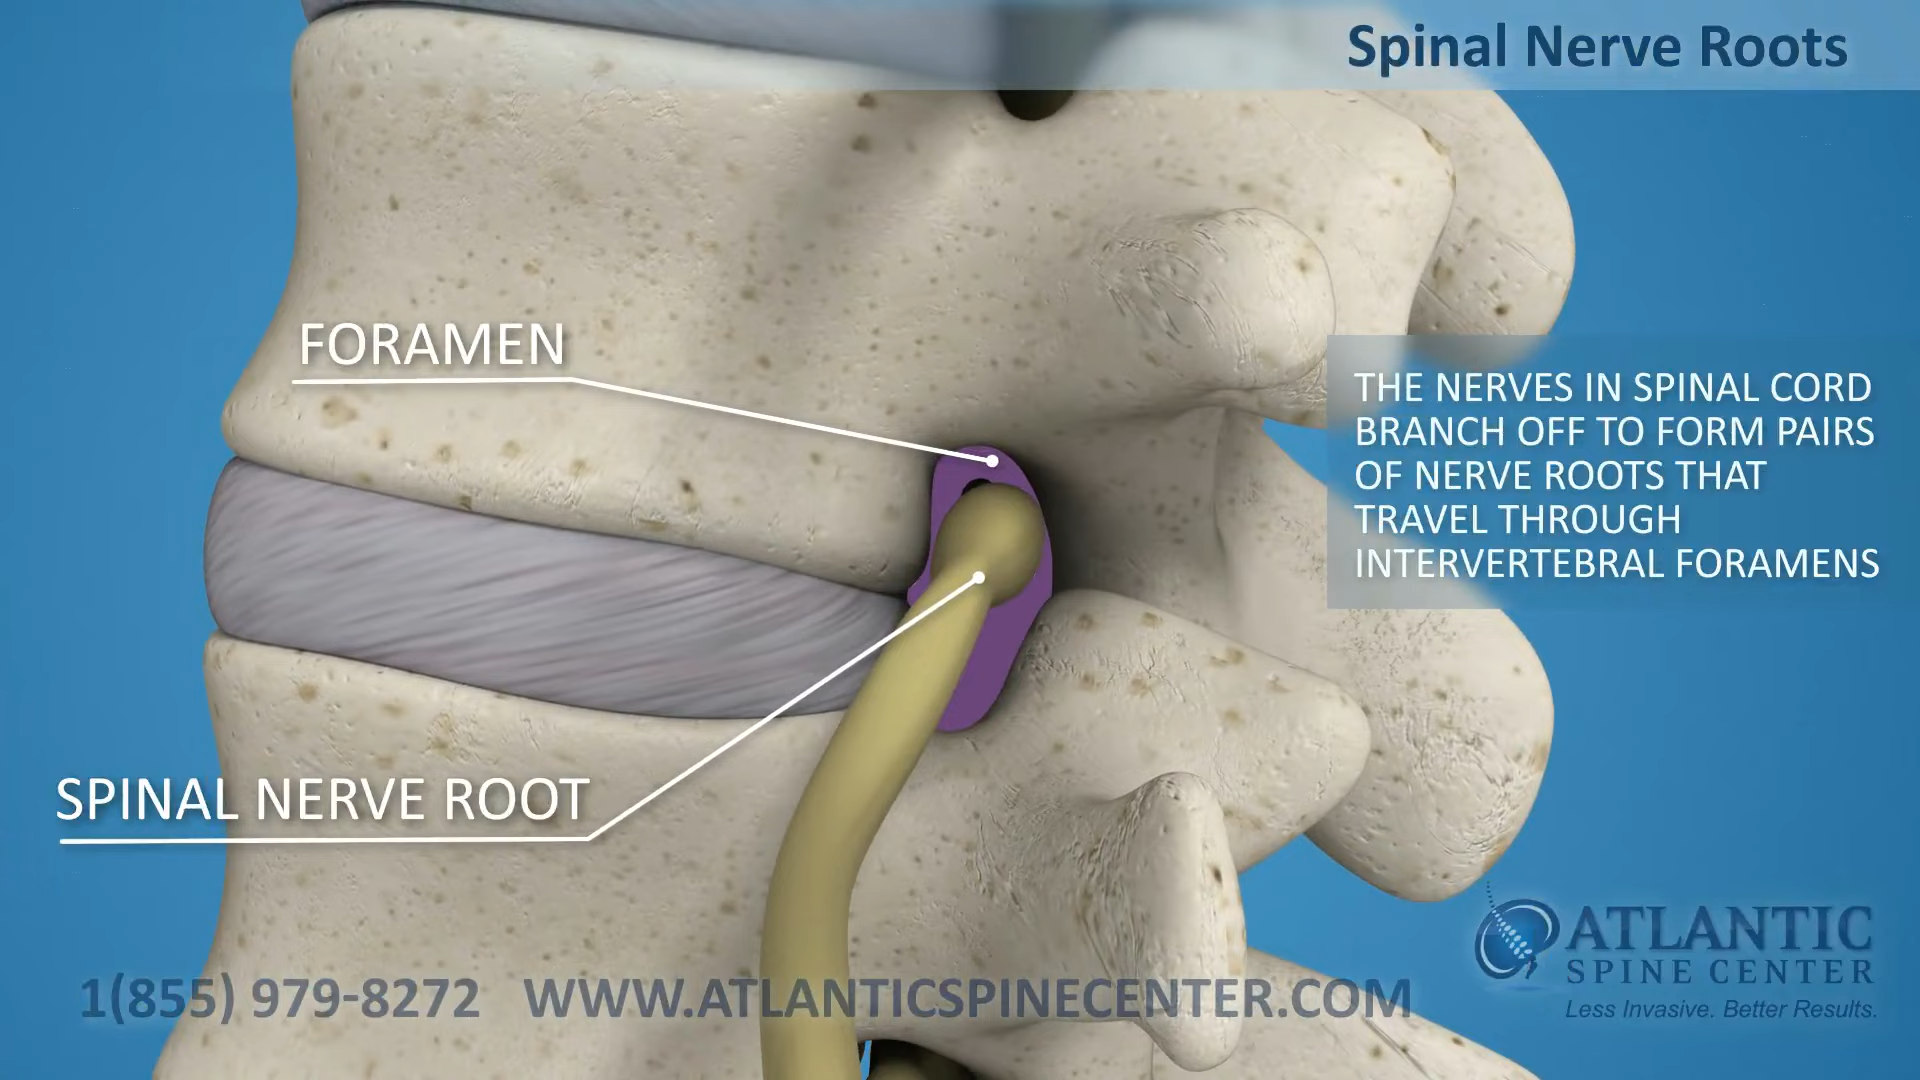 Spinal Nerve Roots
FORAMEN
THE NERVES IN SPINAL CORD
BRANCH OFF TO FORM PAIRS
OF NERVE ROOTS THAT
TRAVEL THROUGH
INTERVERTEBRAL FORAMENS
SPINAL NERVE ROOT
ATLANTIC
SPINE CENTER
Less Invasive. Better Results.
1(855) 979-8272 WWW.ATLANTICSPINECENTER.COM